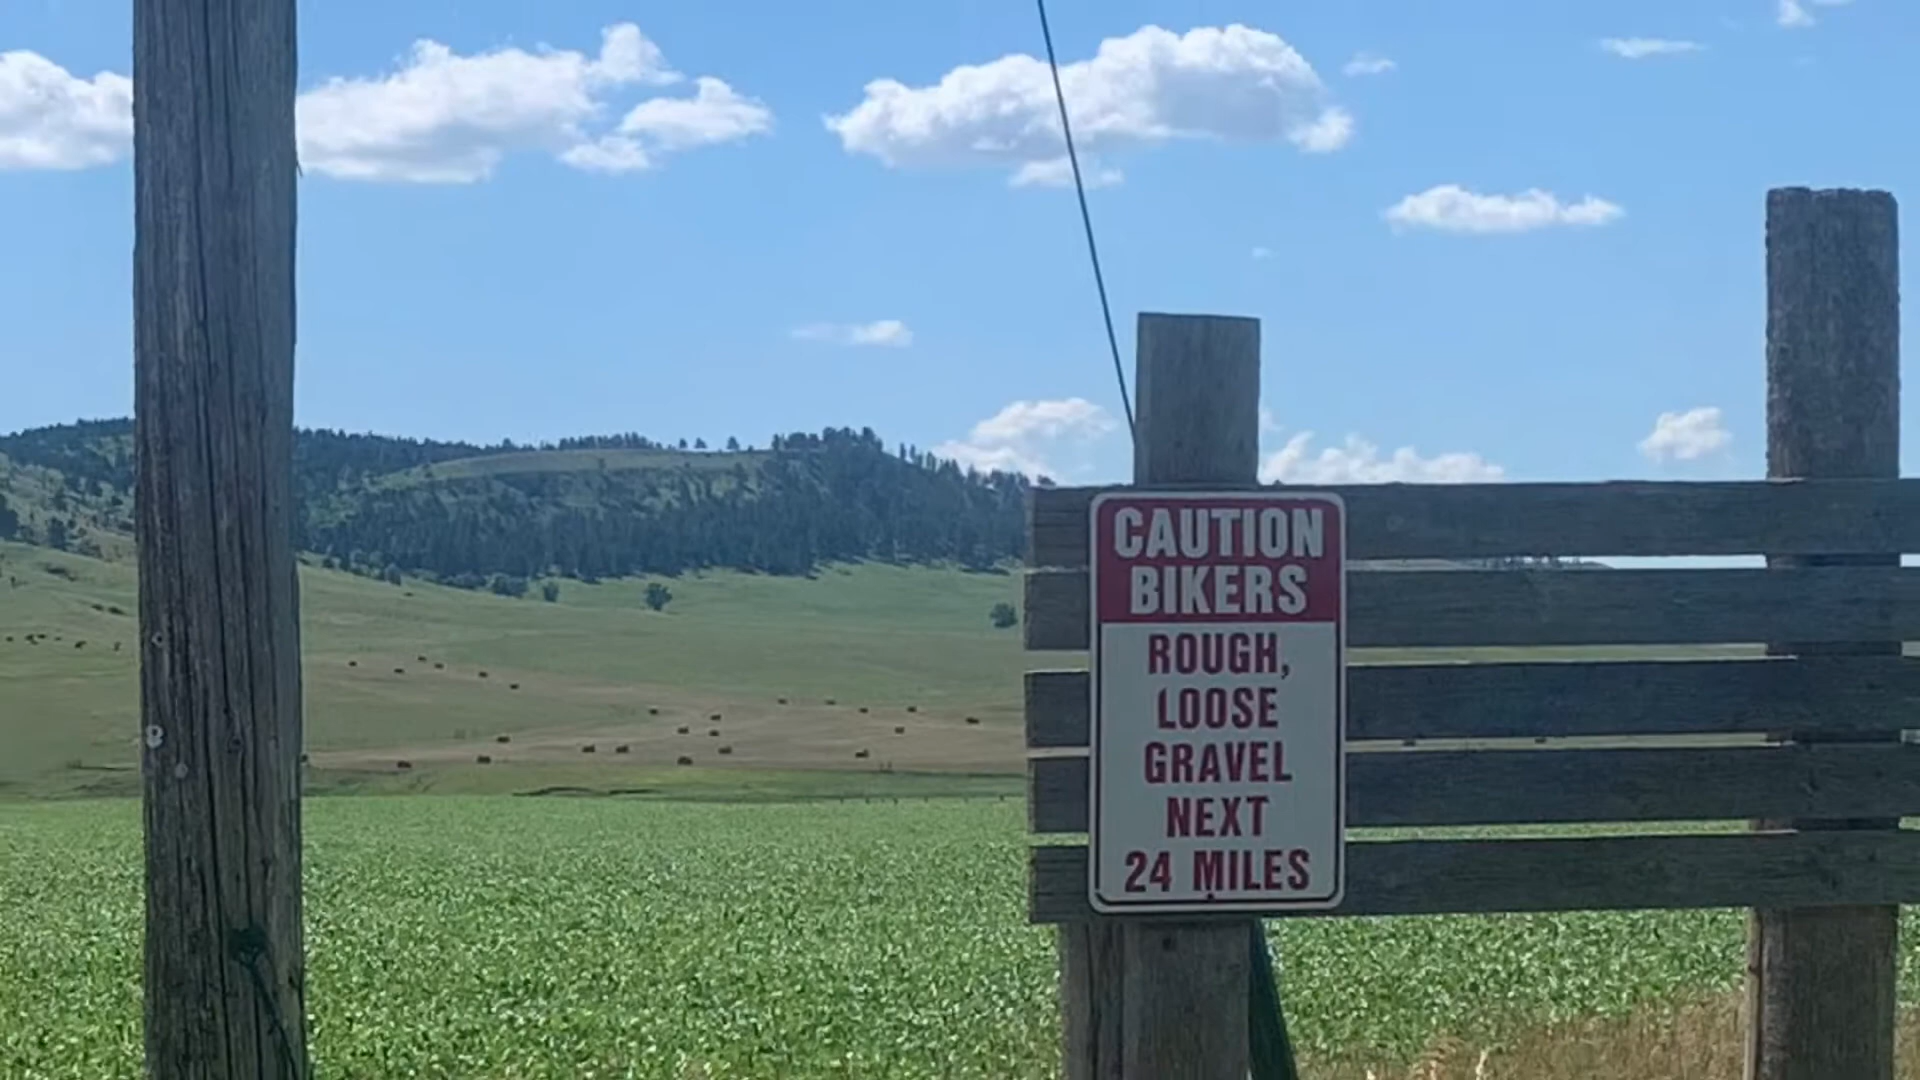 CAUTION
BIKERS
ROUGH,
LOOSE
GRAVEL
NEXT
24 MILES